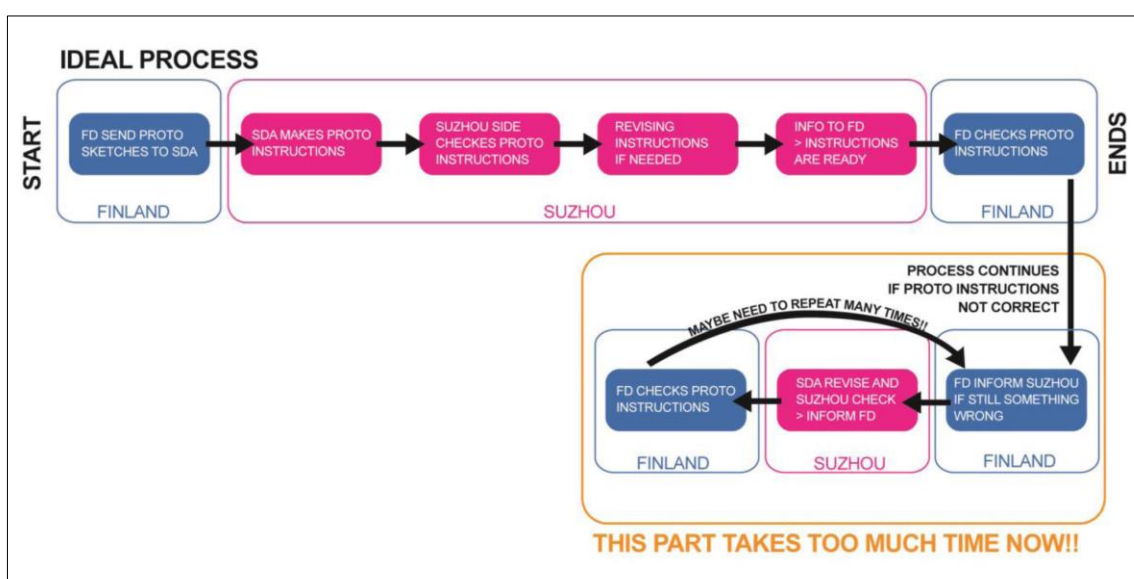 IDEAL PROCESS
START
FD SEND PROTO
SKETCHES TO SDA
FINLAND
SDA MAKES PROTO
INSTRUCTIONS
SUZHOU SIDE
CHECKES PROTO
INSTRUCTIONS
REVISING
INSTRUCTIONS
IF NEEDED
INFO TO FD
> INSTRUCTIONS
ARE READY
SUZHOU
FD CHECKS PROTO
INSTRUCTIONS
FINLAND
ENDS
PROCESS CONTINUES
IF PROTO INSTRUCTIONS
NOT CORRECT
MAYBE NEED TO REPEAT MANY TIMES!!
FD CHECKS PROTO
INSTRUCTIONS
FINLAND
SDA REVISE AND
SUZHOU CHECK
> INFORM FD
SUZHOU
FD INFORM SUZHOU
IF STILL SOMETHING
WRONG
FINLAND
THIS PART TAKES TOO MUCH TIME NOW!!